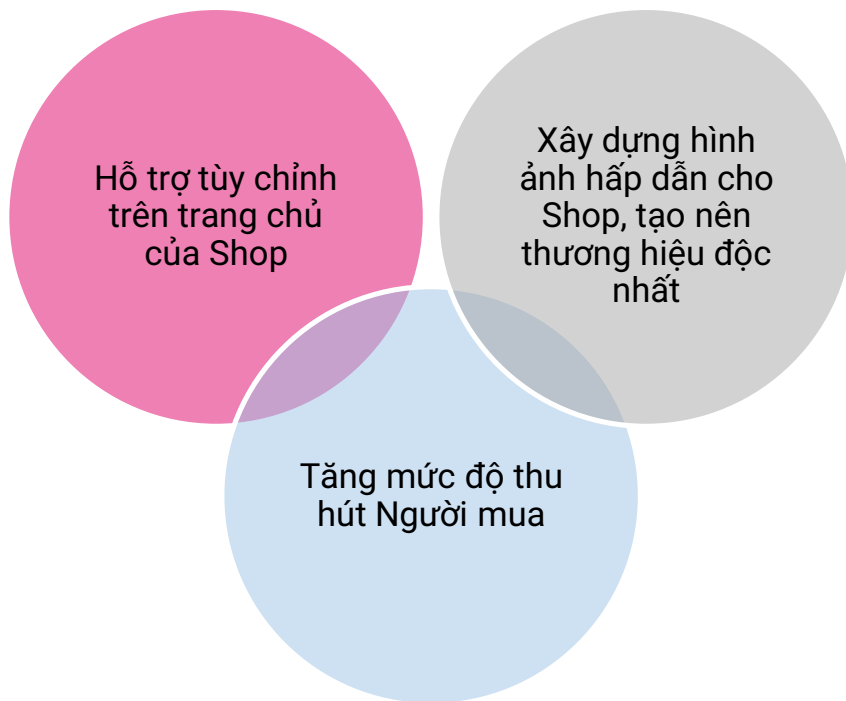 Hỗ trợ tùy chỉnh
trên trang chủ
của Shop
Xây dựng hình
ảnh hấp dẫn cho
Shop, tạo nên
thương hiệu độc
nhất
Tăng mức độ thu
hút Người mua